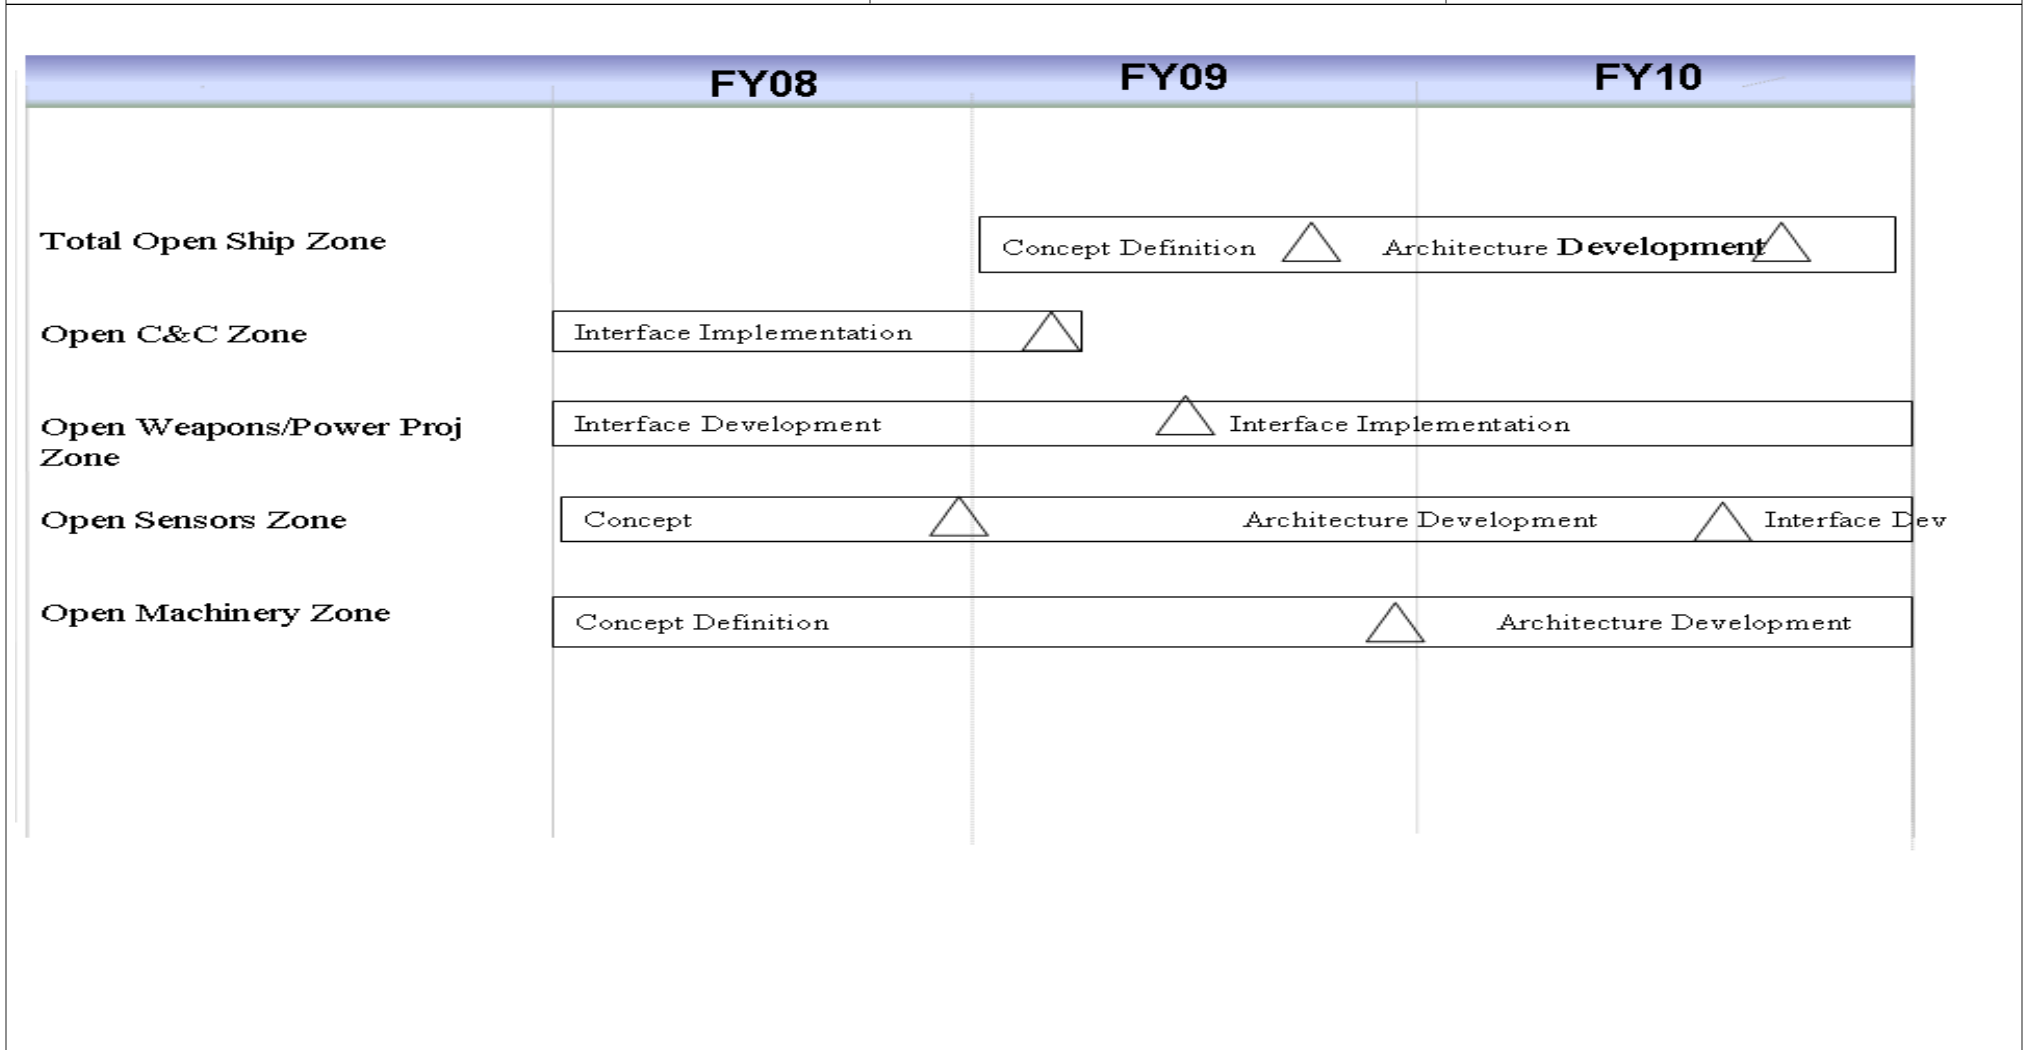 FY08 FY09 FY10
Total Open Ship Zone
Concept Definition Architecture Development
Open C&C Zone
Interface Implementation
Open Weapons/Power Proj
Zone
Interface Development Interface Implementation
Open Sensors Zone
Concept Architecture Development Interface Dev
Open Machinery Zone
Concept Definition Architecture Development